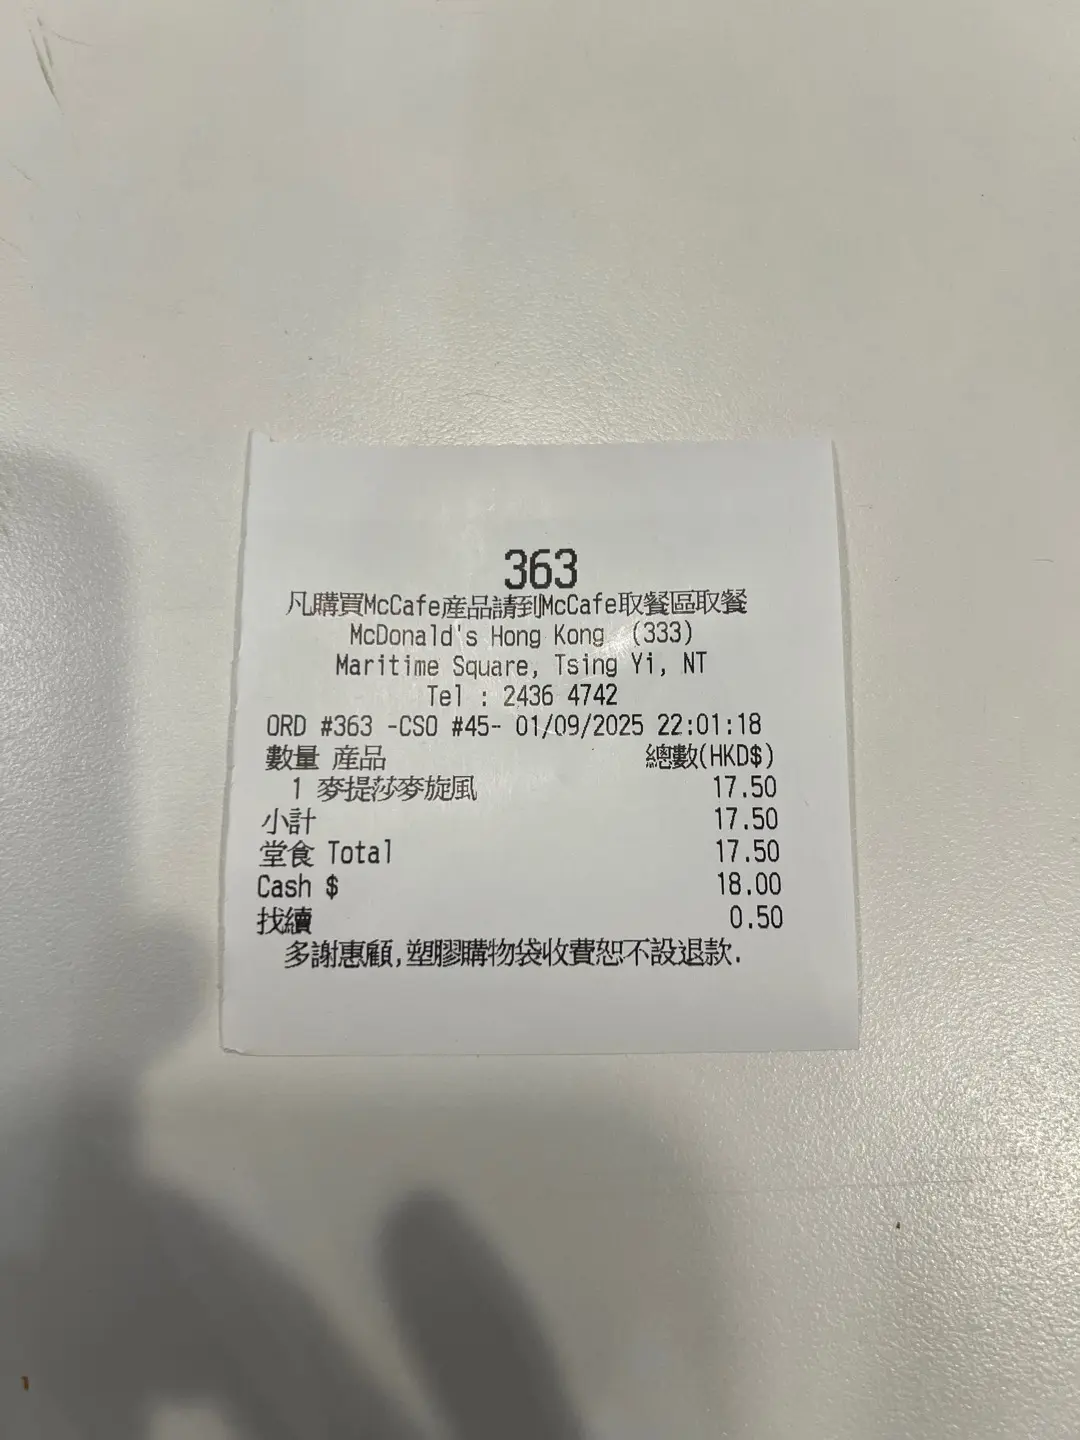 363
凡購買McCafe產品請到McCafe取餐區取餐
McDonald's Hong Kong (333)
Maritime Square, Tsing Yi, NT
Tel : 2436 4742
ORD #363 -CSO #45- 01/09/2025 22:01:18
數量 產品 總數(HKD$)
1 麥提莎麥旋風 17.50
小計 17.50
堂食 Total 17.50
Cash $ 18.00
找續 0.50
多謝惠顧,塑膠購物袋收費恕不設退款.